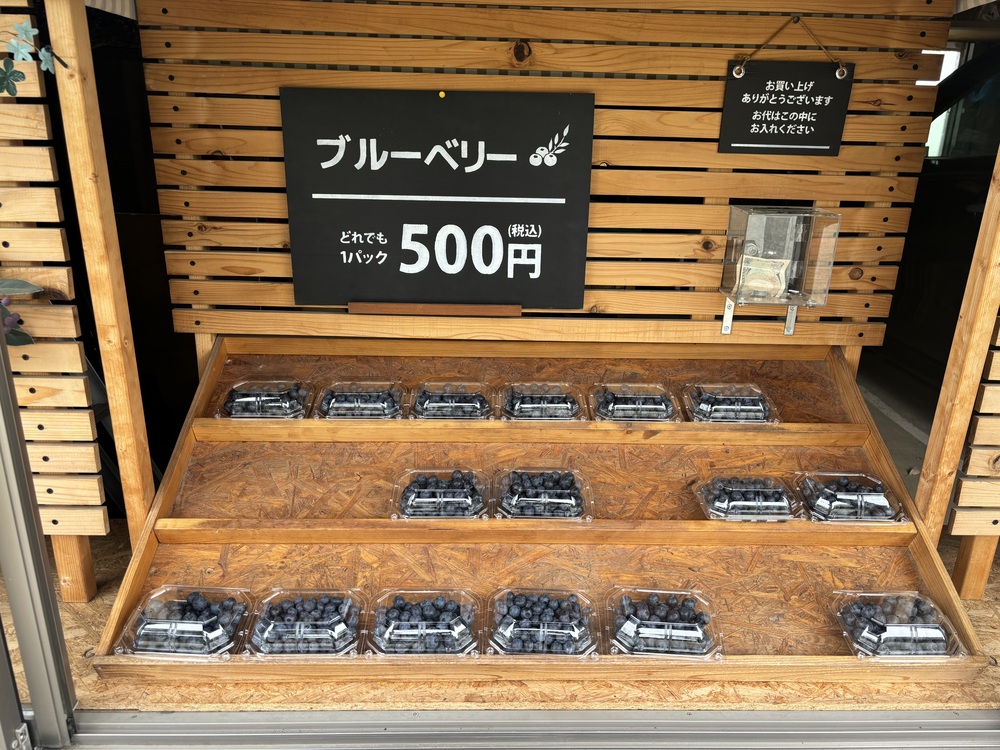 ブルーベリー
どれでも
1パック
500円
(税込)
お買い上げ
ありがとうございます
お代はこの中に
お入れください